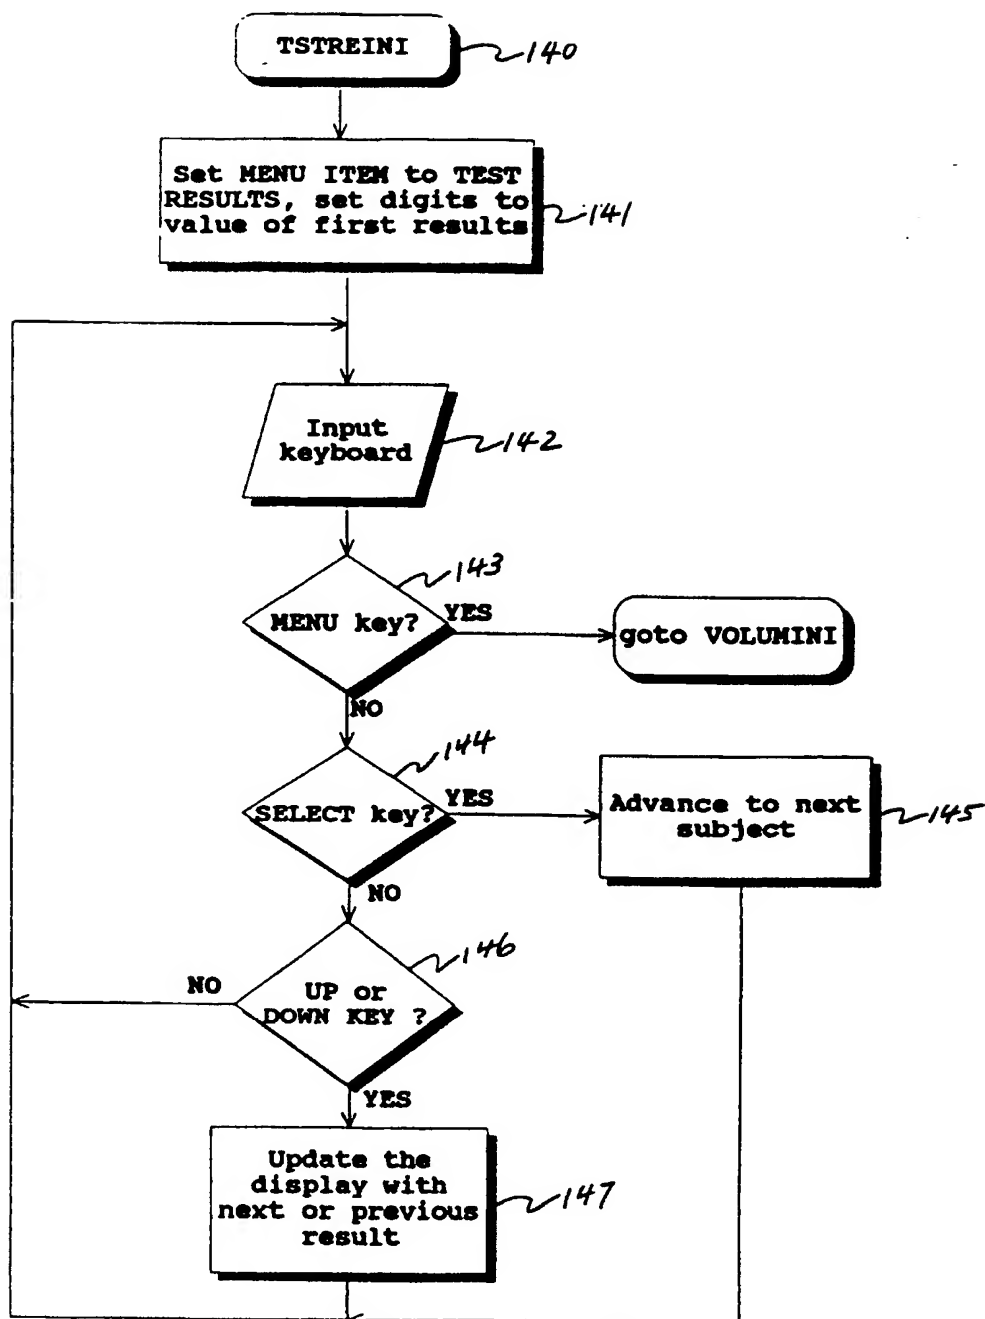 TSTREINI
140
Set MENU ITEM to TEST
RESULTS, set digits to
value of first results
141
Input
keyboard
142
143
MENU key?
YES
goto VOLUMINI
NO
144
SELECT key?
YES
Advance to next
subject
145
NO
146
UP or
DOWN KEY ?
NO
YES
Update the
display with
next or previous
result
147